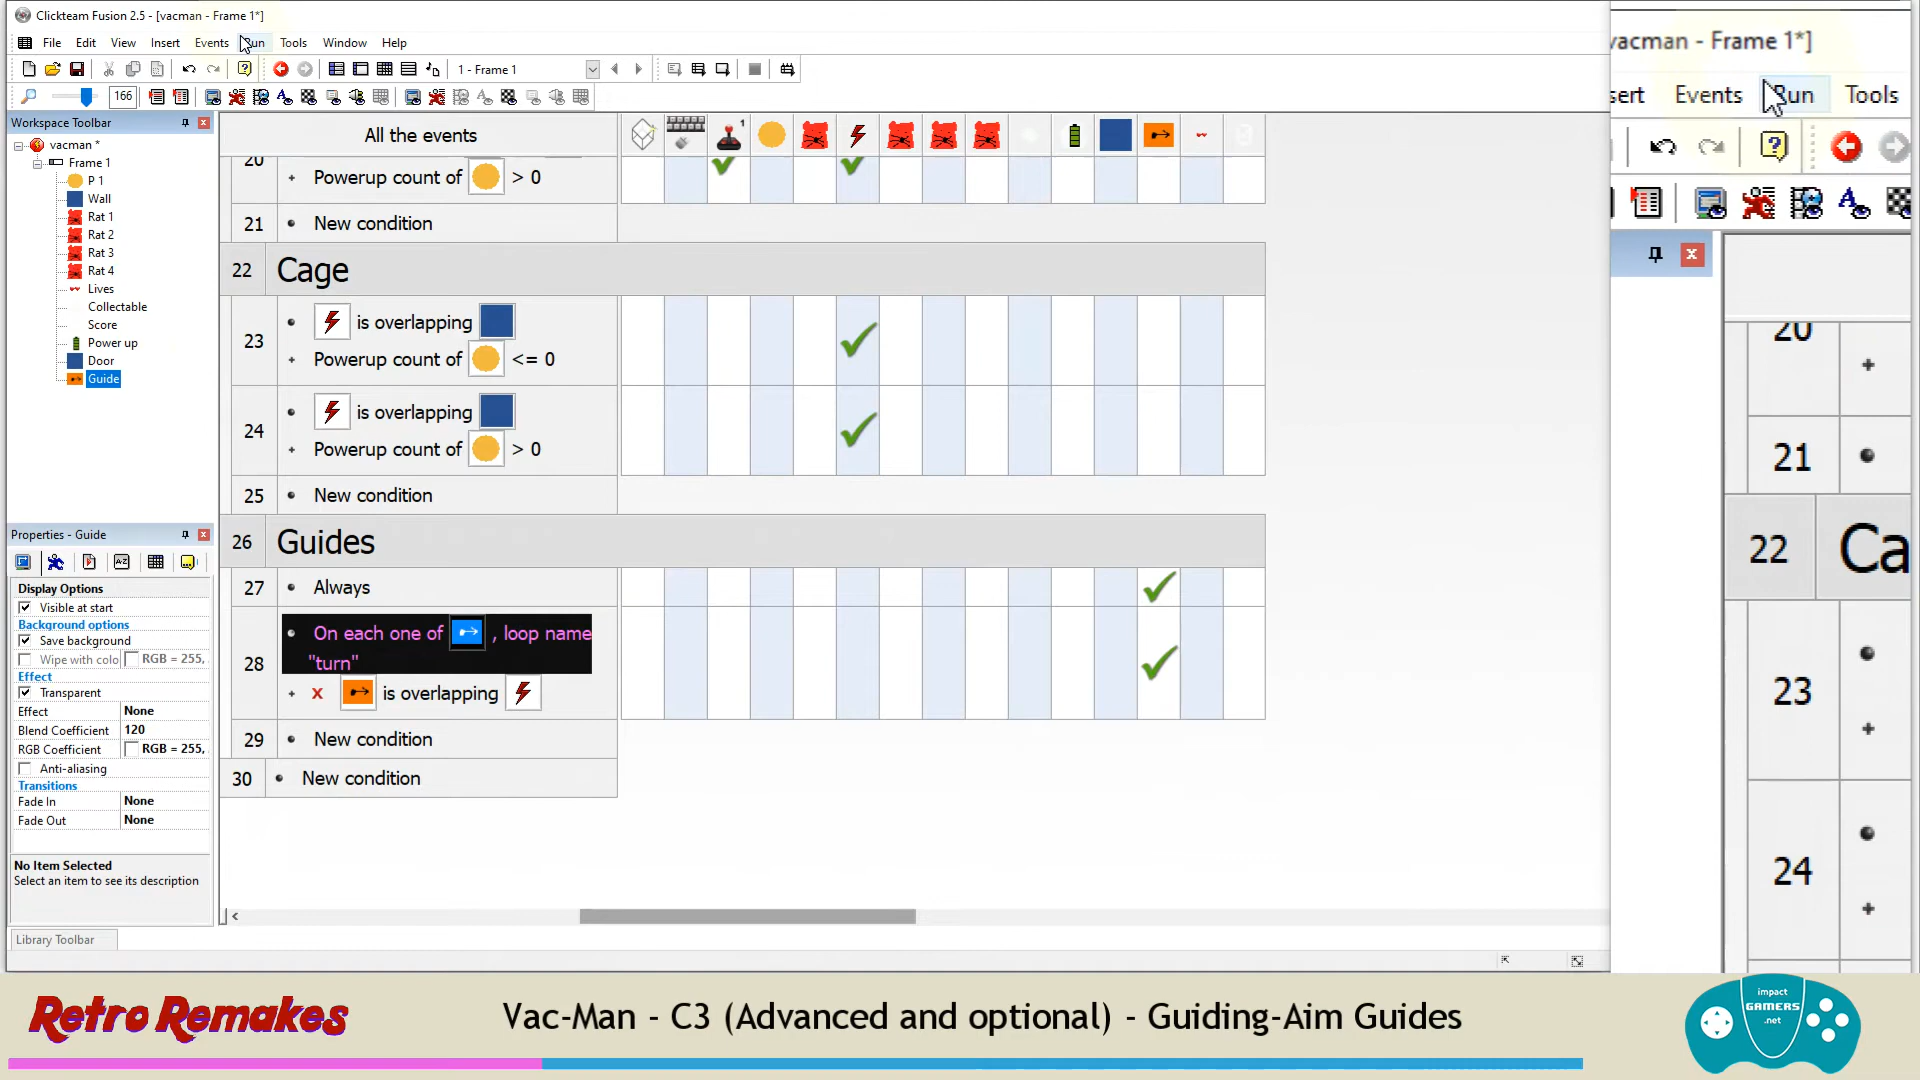 Clickteam Fusion 2.5 - [vacman - Frame 1*]
File Edit View Insert Events Run Tools Window Help
1 - Frame 1
166
Workspace Toolbar
vacman *
Frame 1
P 1
Wall
Rat 1
Rat 2
Rat 3
Rat 4
Lives
Collectable
Score
Power up
Door
Guide
Properties - Guide
Display Options
Visible at start
Background options
Save background
Wipe with colo RGB = 255,
Effect
Transparent
Effect None
Blend Coefficient 120
RGB Coefficient RGB = 255,
Anti-aliasing
Transitions
Fade In None
Fade Out None
No Item Selected
Select an item to see its description
Library Toolbar
All the events
1
20
+ Powerup count of > 0
21 • New condition
22 Cage
23 • is overlapping
+ Powerup count of <= 0
24 • is overlapping
+ Powerup count of > 0
25 • New condition
26 Guides
27 • Always
28 • On each one of , loop name
"turn"
+ X is overlapping
29 • New condition
30 • New condition
vacman - Frame 1*]
sert Events Run Tools
20
21
22 Ca
23
24
Retro Remakes
Vac-Man - C3 (Advanced and optional) - Guiding-Aim Guides
impact
GAMERS
.net